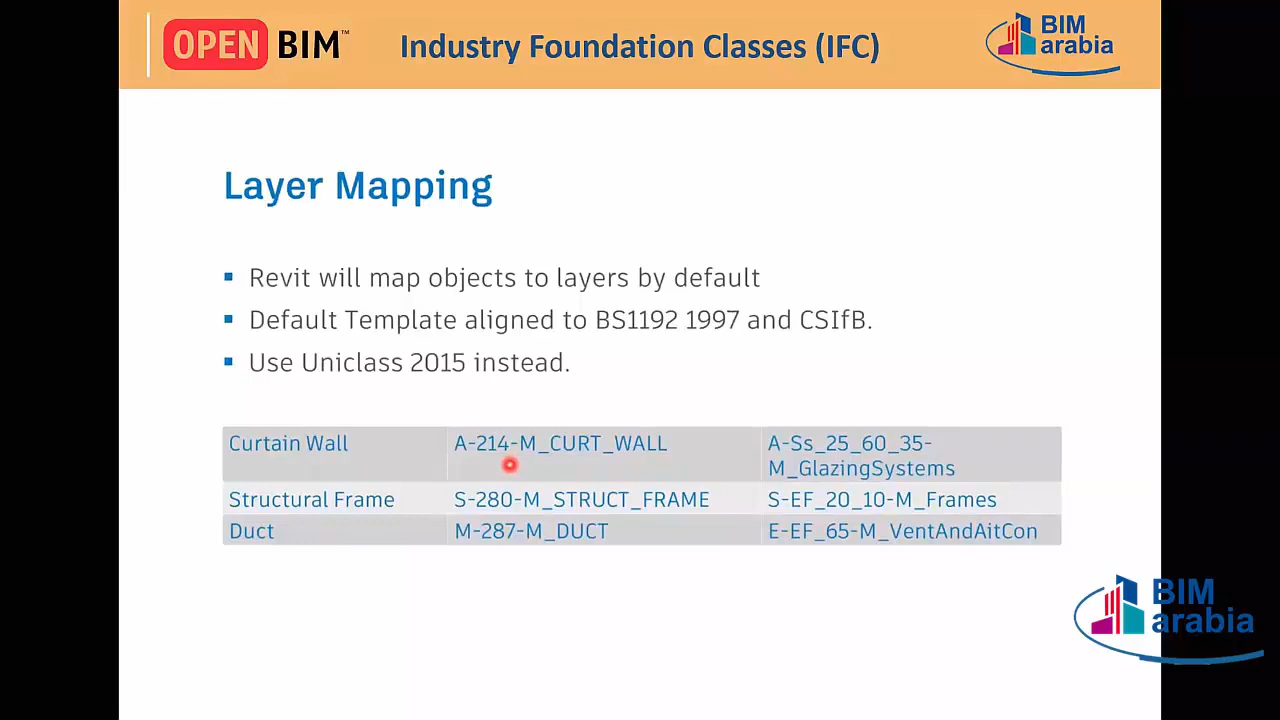 OPEN BIM™
Industry Foundation Classes (IFC)
BIM
arabia
Layer Mapping
▪ Revit will map objects to layers by default
▪ Default Template aligned to BS1192 1997 and CSIfB.
▪ Use Uniclass 2015 instead.
Curtain Wall A-214-M_CURT_WALL A-Ss_25_60_35-
M_GlazingSystems
Structural Frame S-280-M_STRUCT_FRAME S-EF_20_10-M_Frames
Duct M-287-M_DUCT E-EF_65-M_VentAndAitCon
BIM
arabia